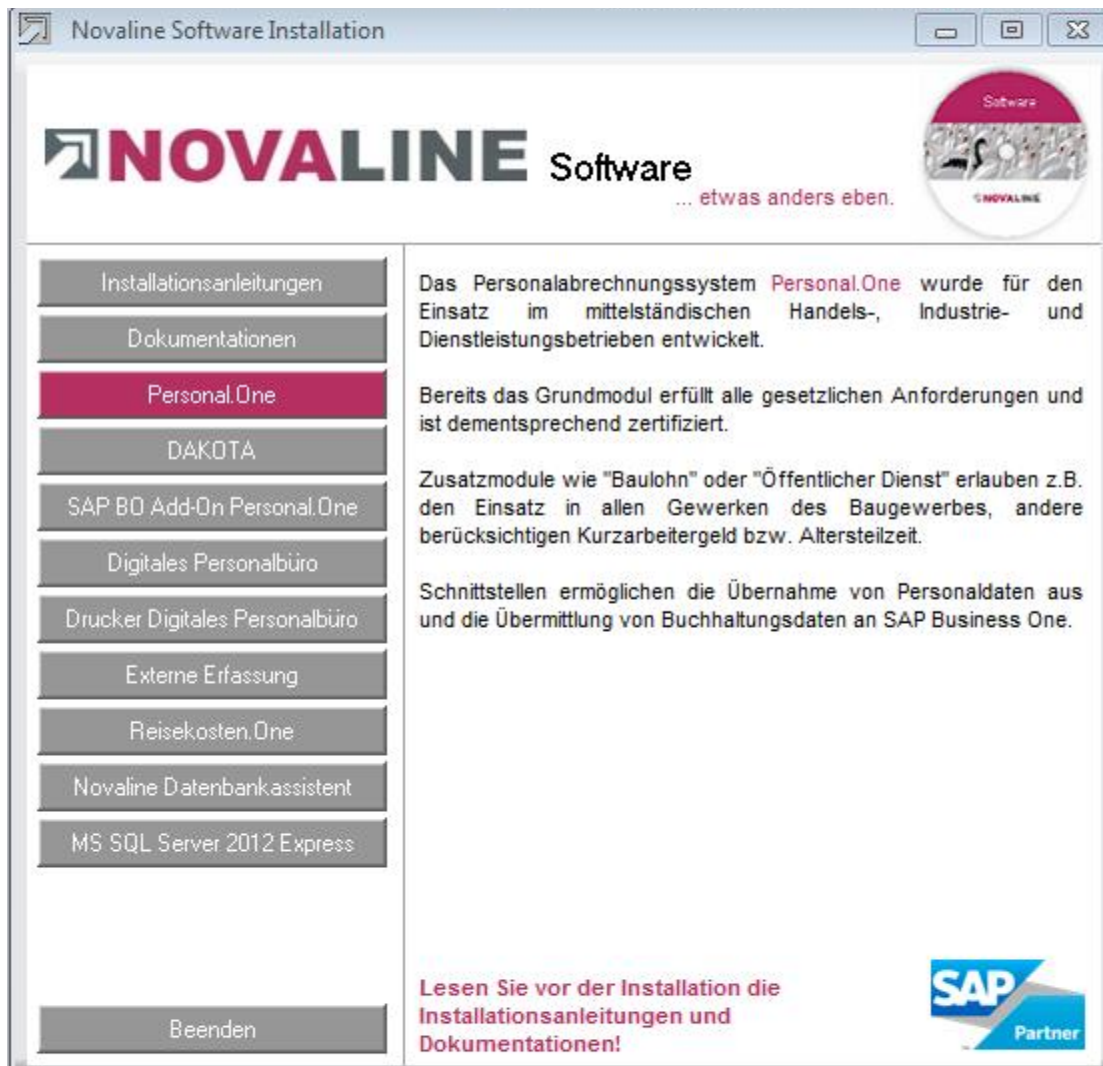 Novaline Software Installation
NOVALINE Software
... etwas anders eben.
Software
NOVALINE
Installationsanleitungen
Dokumentationen
Personal.One
DAKOTA
SAP BO Add-On Personal.One
Digitales Personalbüro
Drucker Digitales Personalbüro
Externe Erfassung
Reisekosten.One
Novaline Datenbankassistent
MS SQL Server 2012 Express
Beenden
Das Personalabrechnungssystem Personal.One wurde für den
Einsatz im mittelständischen Handels-, Industrie- und
Dienstleistungsbetrieben entwickelt.
Bereits das Grundmodul erfüllt alle gesetzlichen Anforderungen und
ist dementsprechend zertifiziert.
Zusatzmodule wie "Baulohn" oder "Öffentlicher Dienst" erlauben z.B.
den Einsatz in allen Gewerken des Baugewerbes, andere
berücksichtigen Kurzarbeitergeld bzw. Altersteilzeit.
Schnittstellen ermöglichen die Übernahme von Personaldaten aus
und die Übermittlung von Buchhaltungsdaten an SAP Business One.
Lesen Sie vor der Installation die
Installationsanleitungen und
Dokumentationen!
SAP
Partner